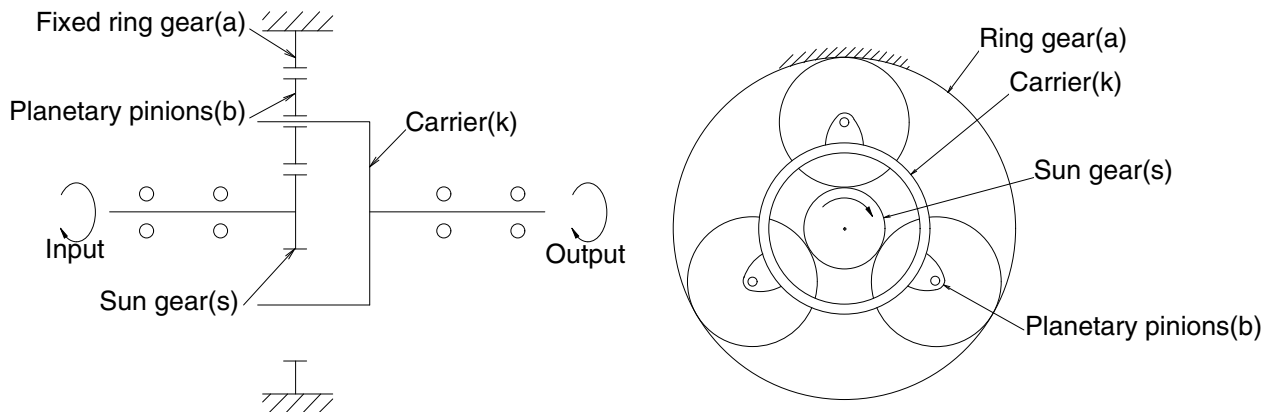 Fixed ring gear(a)
Planetary pinions(b)
Carrier(k)
Input
Output
Sun gear(s)
Ring gear(a)
Carrier(k)
Sun gear(s)
Planetary pinions(b)